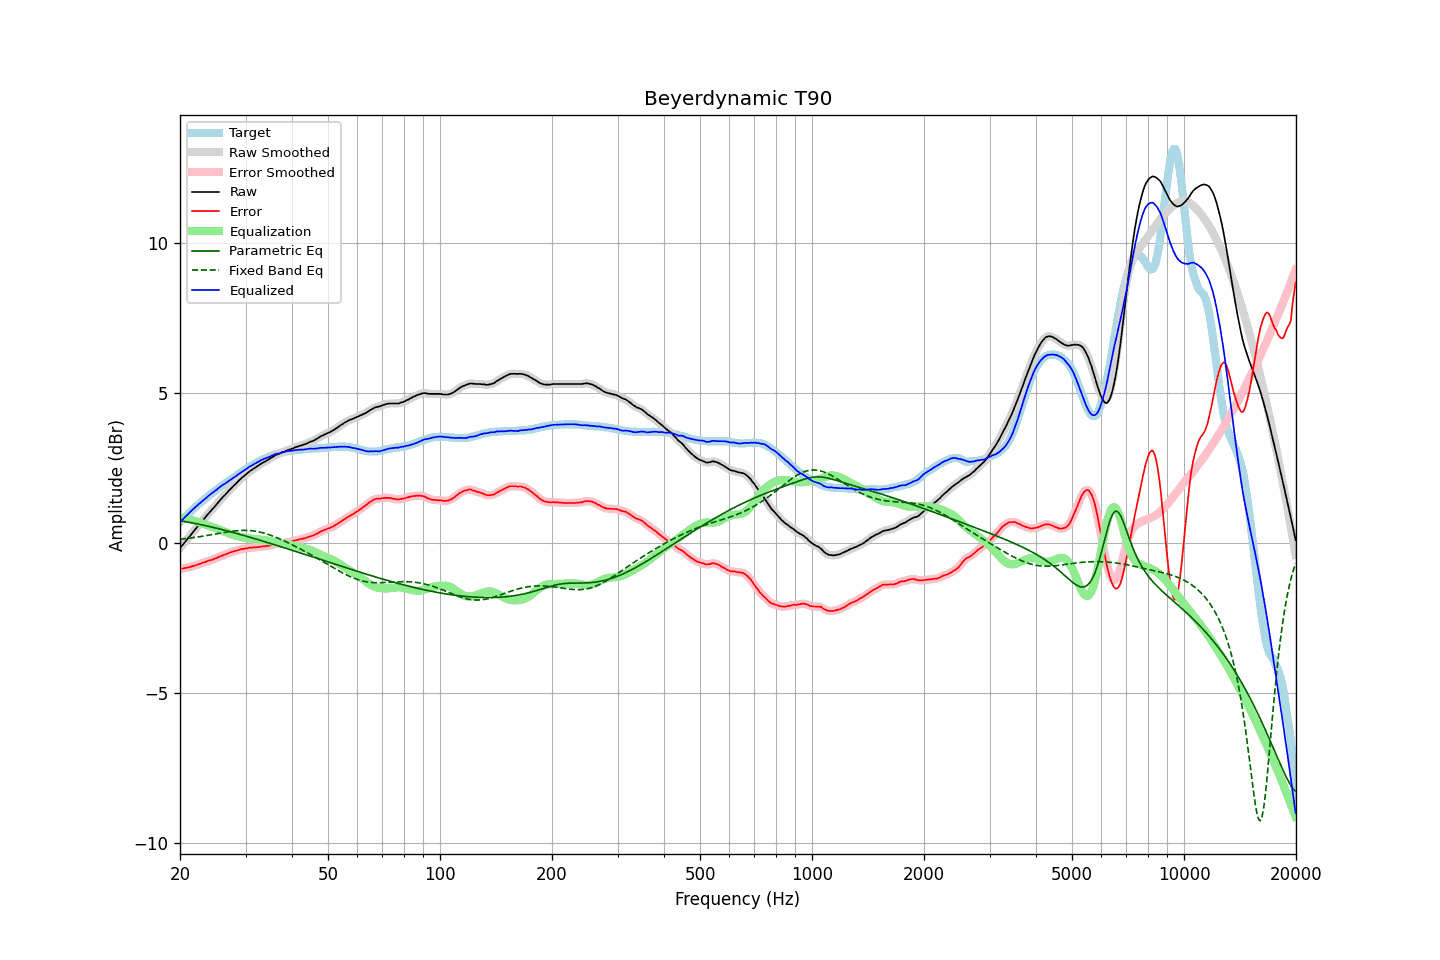 Beyerdynamic T90
Target
Raw Smoothed
Error Smoothed
Raw
Error
Equalization
Parametric Eq
Fixed Band Eq
Equalized
Amplitude (dBr)
10
5
0
−5
−10
20
50
100
200
500
1000
2000
5000
10000
20000
Frequency (Hz)